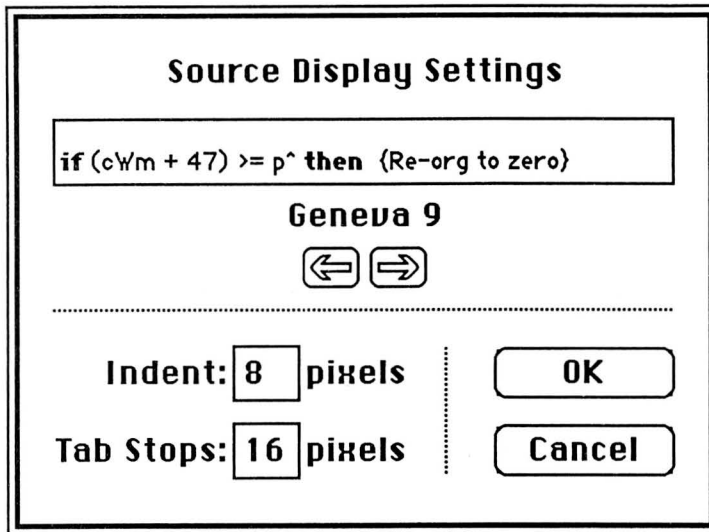 Source Display Settings
if (cWm + 47) >= p^ then {Re-org to zero}
Geneva 9
Indent: 8 pixels
OK
Tab Stops: 16 pixels
Cancel